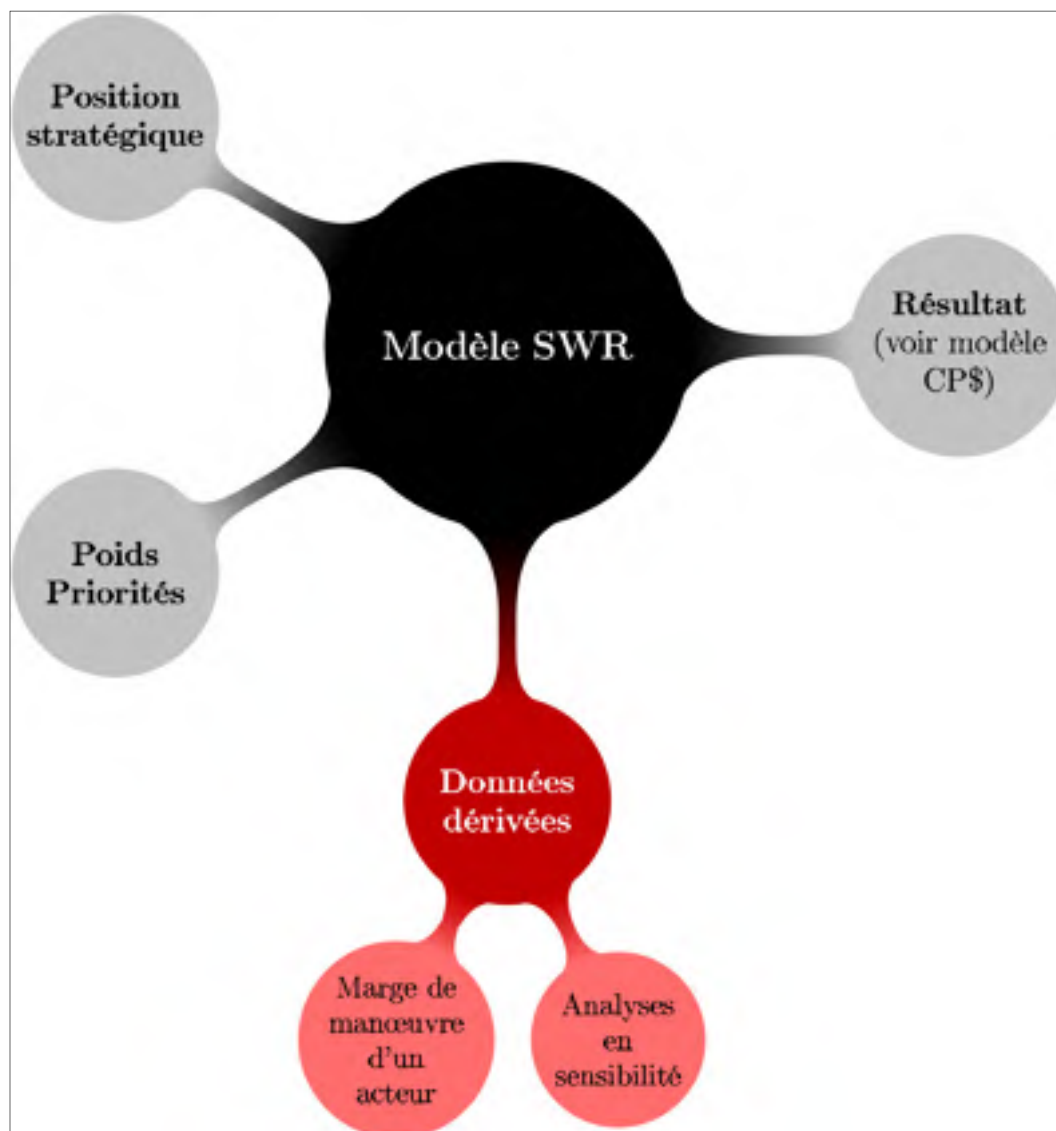 Position
stratégique
Modèle SWR
Résultat
(voir modèle
CP$)
Poids
Priorités
Données
dérivées
Marge de
manœuvre
d'un
acteur
Analyses
en
sensibilité